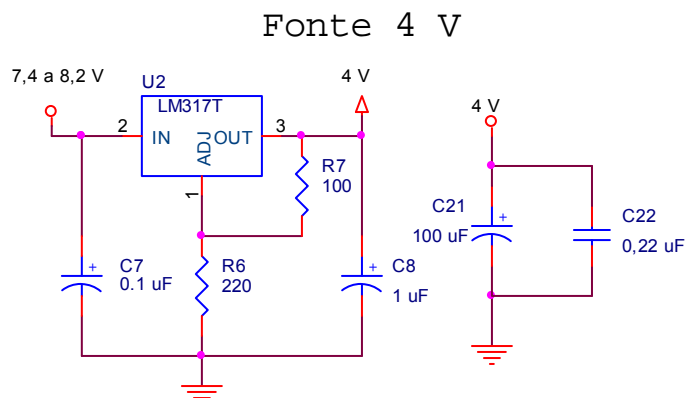 Fonte 4 V
7,4 a 8,2 V
U2
LM317T
4 V
2
IN
ADJ
OUT
3
1
R7
100
C7
0.1 uF
R6
220
C8
1 uF
4 V
C21
100 uF
C22
0,22 uF
+
+
+